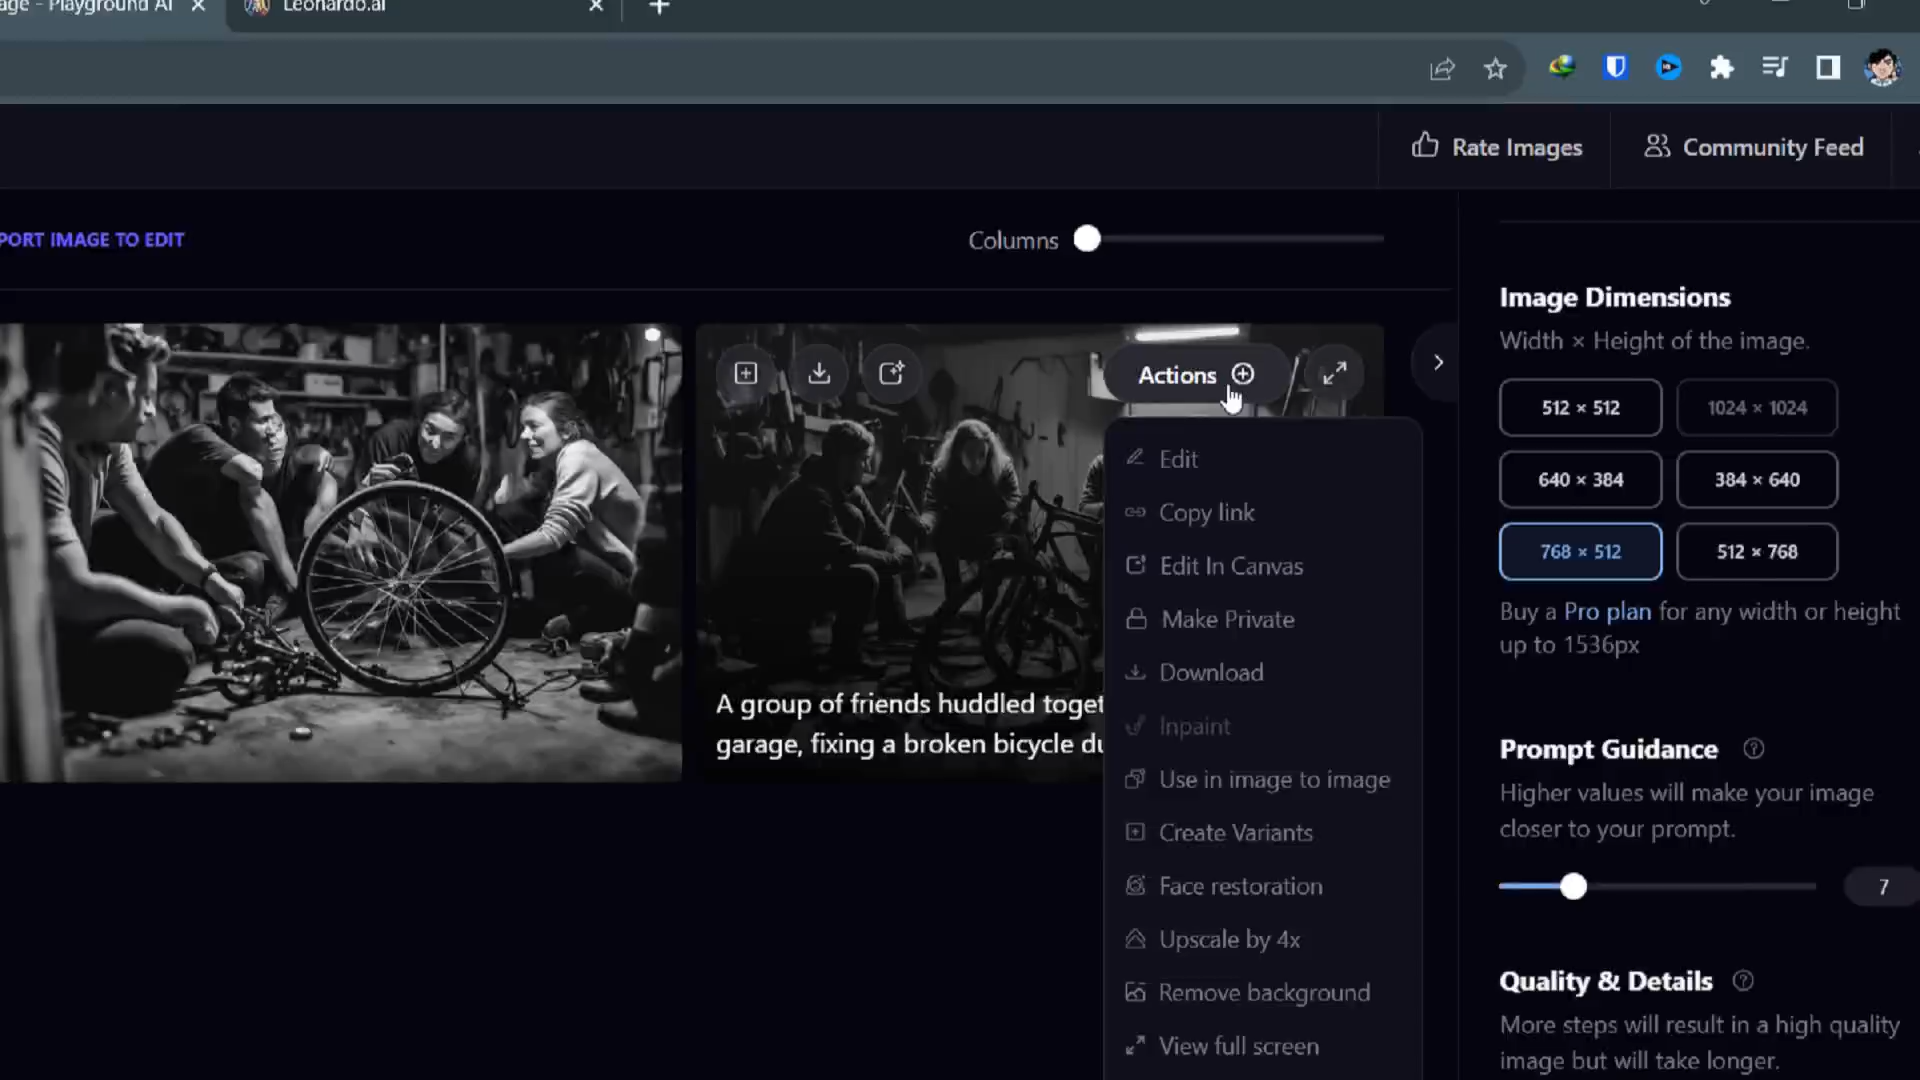 age - Playground AI
Leonardo.ai
Rate Images
Community Feed
PORT IMAGE TO EDIT
Columns
Actions
Edit
Copy link
Edit In Canvas
Make Private
Download
Inpaint
Use in image to image
Create Variants
Face restoration
Upscale by 4x
Remove background
View full screen
A group of friends huddled toget
garage, fixing a broken bicycle du
Image Dimensions
Width × Height of the image.
512 × 512
1024 × 1024
640 × 384
384 × 640
768 × 512
512 × 768
Buy a Pro plan for any width or height
up to 1536px
Prompt Guidance
Higher values will make your image
closer to your prompt.
7
Quality & Details
More steps will result in a high quality
image but will take longer.